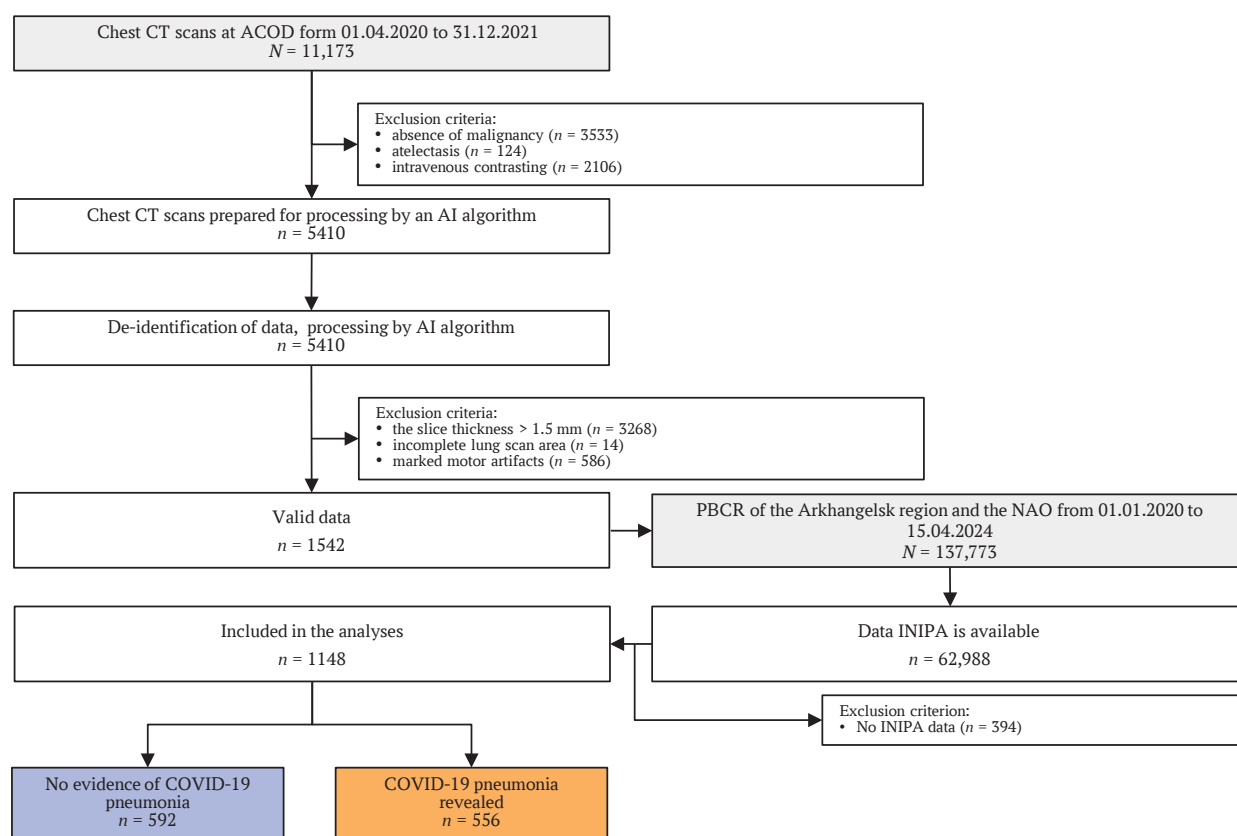 Chest CT scans at ACOD form 01.04.2020 to 31.12.2021
N = 11,173
Exclusion criteria:
• absence of malignancy (n = 3533)
• atelectasis (n = 124)
• intravenous contrasting (n = 2106)
Chest CT scans prepared for processing by an AI algorithm
n = 5410
De-identification of data, processing by AI algorithm
n = 5410
Exclusion criteria:
• the slice thickness > 1.5 mm (n = 3268)
• incomplete lung scan area (n = 14)
• marked motor artifacts (n = 586)
Valid data
n = 1542
PBCR of the Arkhangelsk region and the NAO from 01.01.2020 to
15.04.2024
N = 137,773
Included in the analyses
n = 1148
Data INIPA is available
n = 62,988
Exclusion criterion:
• No INIPA data (n = 394)
No evidence of COVID-19
pneumonia
n = 592
COVID-19 pneumonia
revealed
n = 556